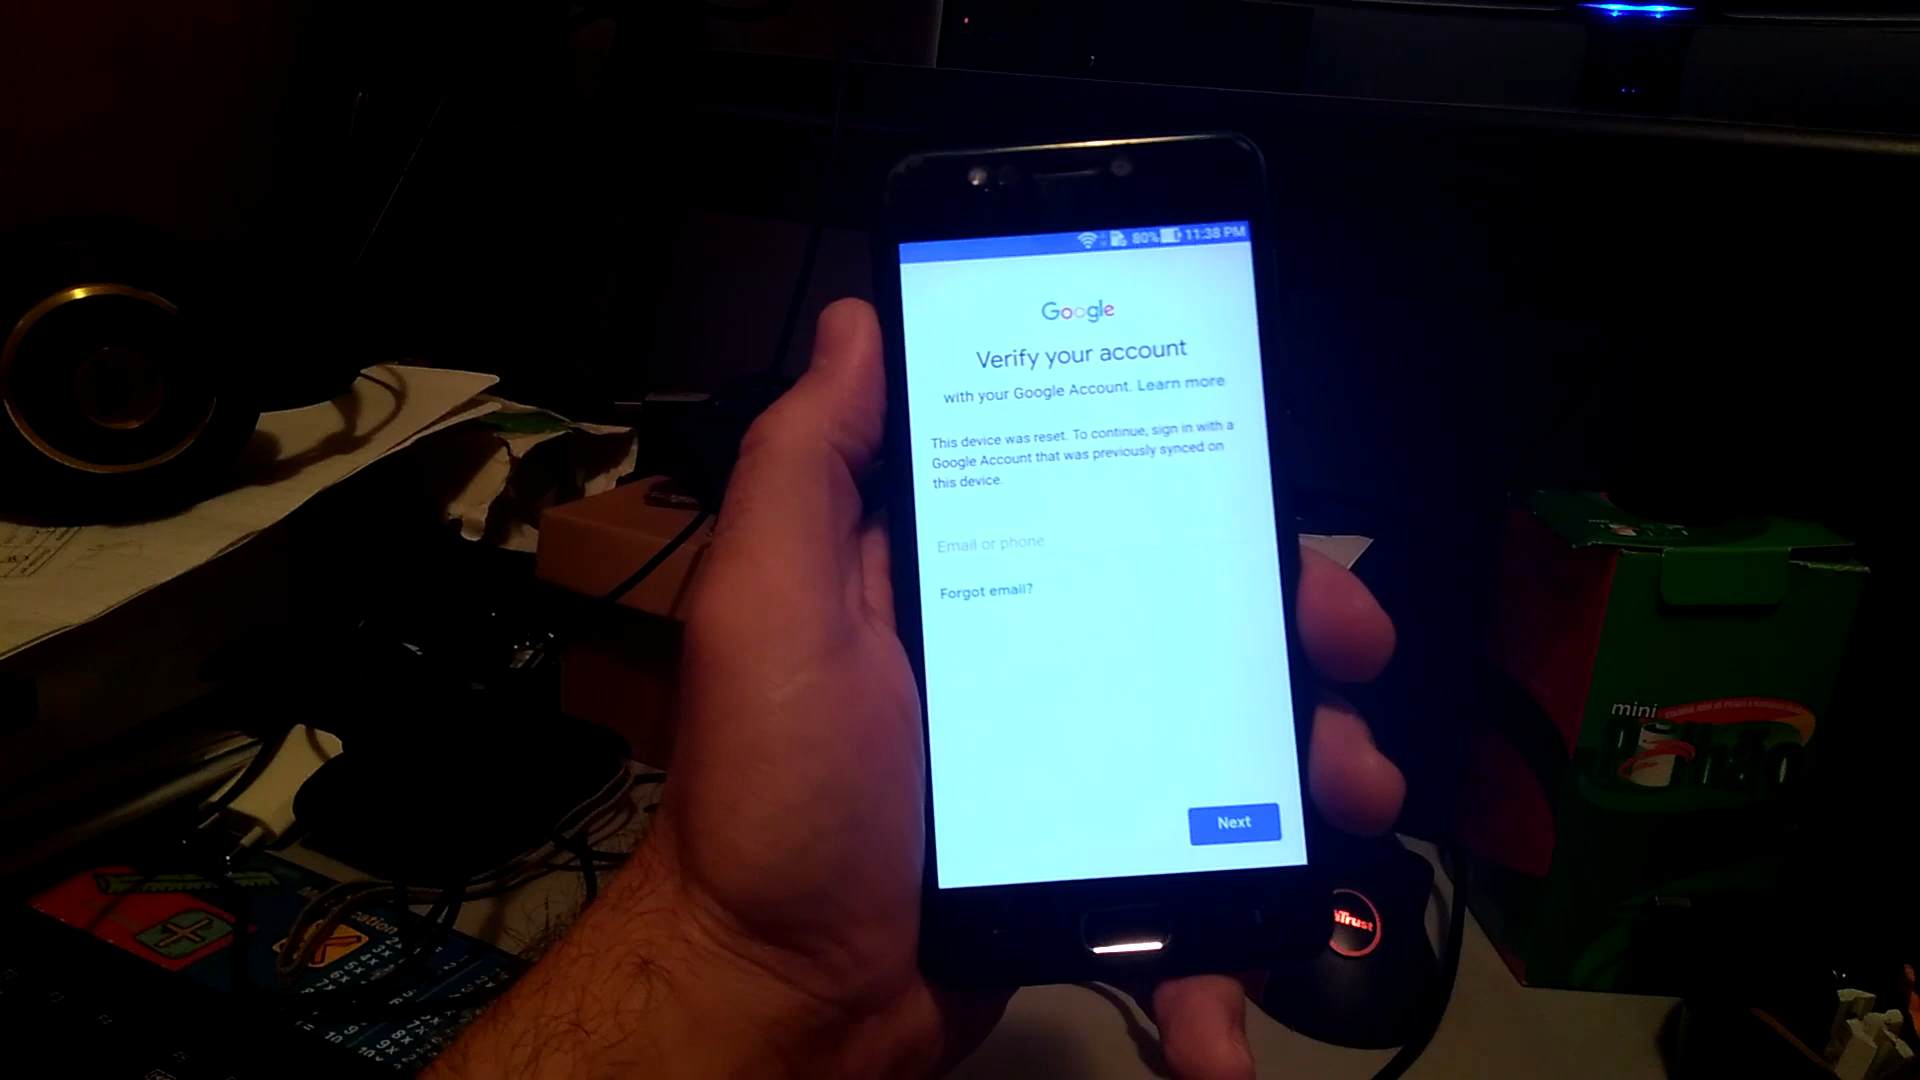 80% 11:38 PM
Google
Verify your account
with your Google Account. Learn more
This device was reset. To continue, sign in with a
Google Account that was previously synced on
this device.
Email or phone
Forgot email?
Next
mini
Trust